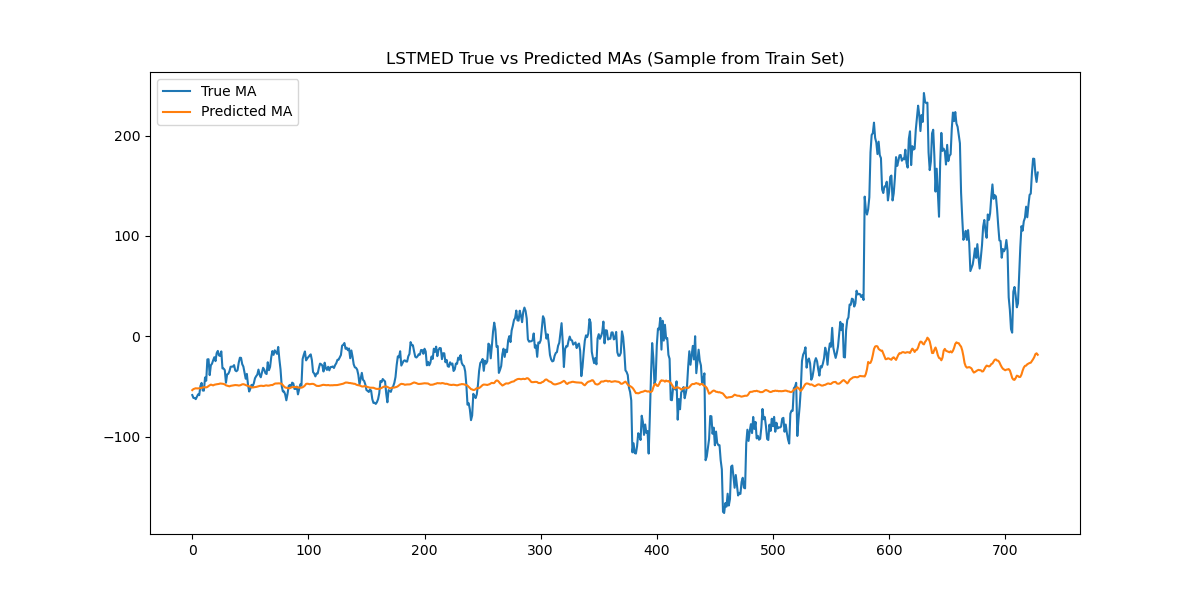 LSTMED True vs Predicted MAs (Sample from Train Set)
True MA
Predicted MA
200
100
0
−100
0 100 200 300 400 500 600 700